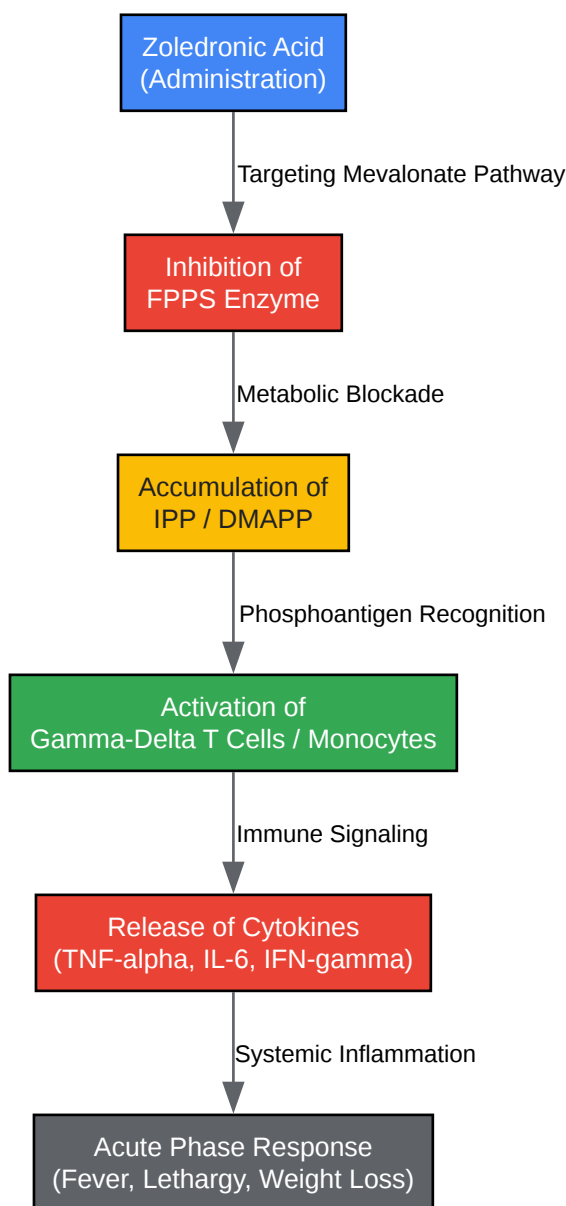 Zoledronic Acid
(Administration)
Targeting Mevalonate Pathway
Inhibition of
FPPS Enzyme
Metabolic Blockade
Accumulation of
IPP / DMAPP
Phosphoantigen Recognition
Activation of
Gamma-Delta T Cells / Monocytes
Immune Signaling
Release of Cytokines
(TNF-alpha, IL-6, IFN-gamma)
Systemic Inflammation
Acute Phase Response
(Fever, Lethargy, Weight Loss)